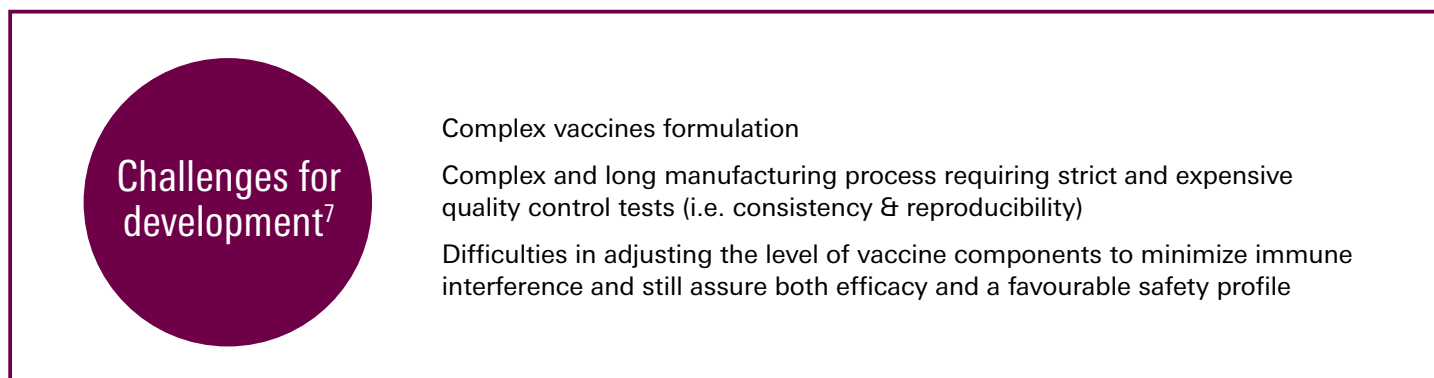 Challenges for
development7
Complex vaccines formulation
Complex and long manufacturing process requiring strict and expensive
quality control tests (i.e. consistency & reproducibility)
Difficulties in adjusting the level of vaccine components to minimize immune
interference and still assure both efficacy and a favourable safety profile